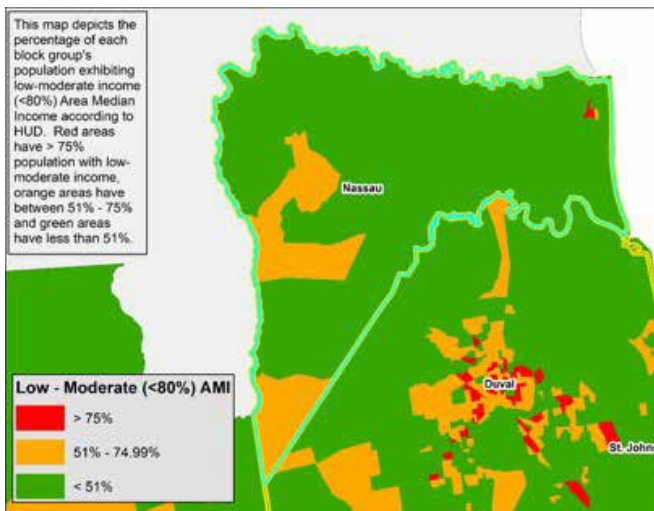 This map depicts the
percentage of each
block group's
population exhibiting
low-moderate income
(<80%) Area Median
Income according to
HUD. Red areas
have > 75%
population with low-
moderate income,
orange areas have
between 51% - 75%
and green areas
have less than 51%.
Nassau
Duval
St. Johns
Low - Moderate (<80%) AMI
> 75%
51% - 74.99%
< 51%